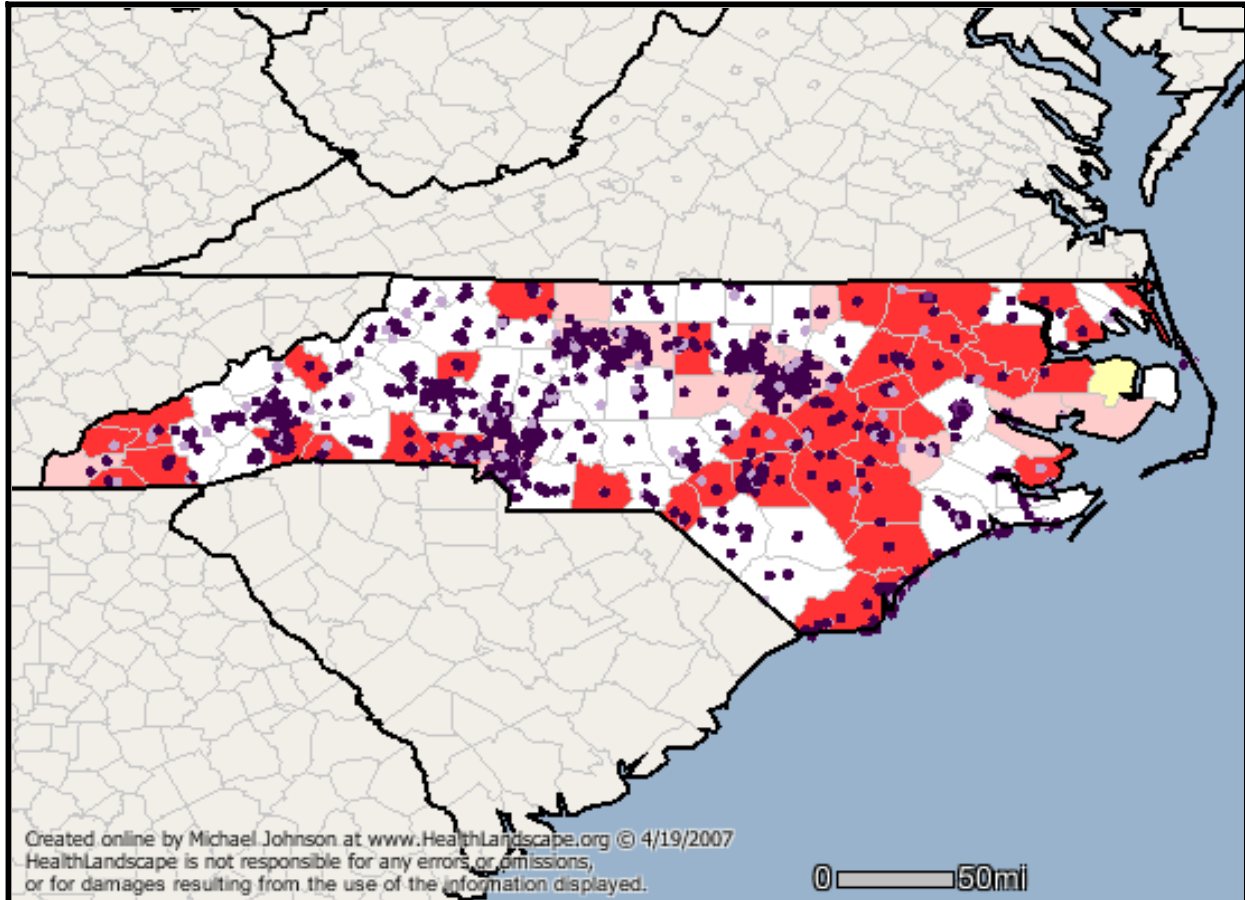 Created online by Michael Johnson at www.HealthLandscape.org © 4/19/2007
HealthLandscape is not responsible for any errors or omissions,
or for damages resulting from the use of the information displayed.
0 50mi